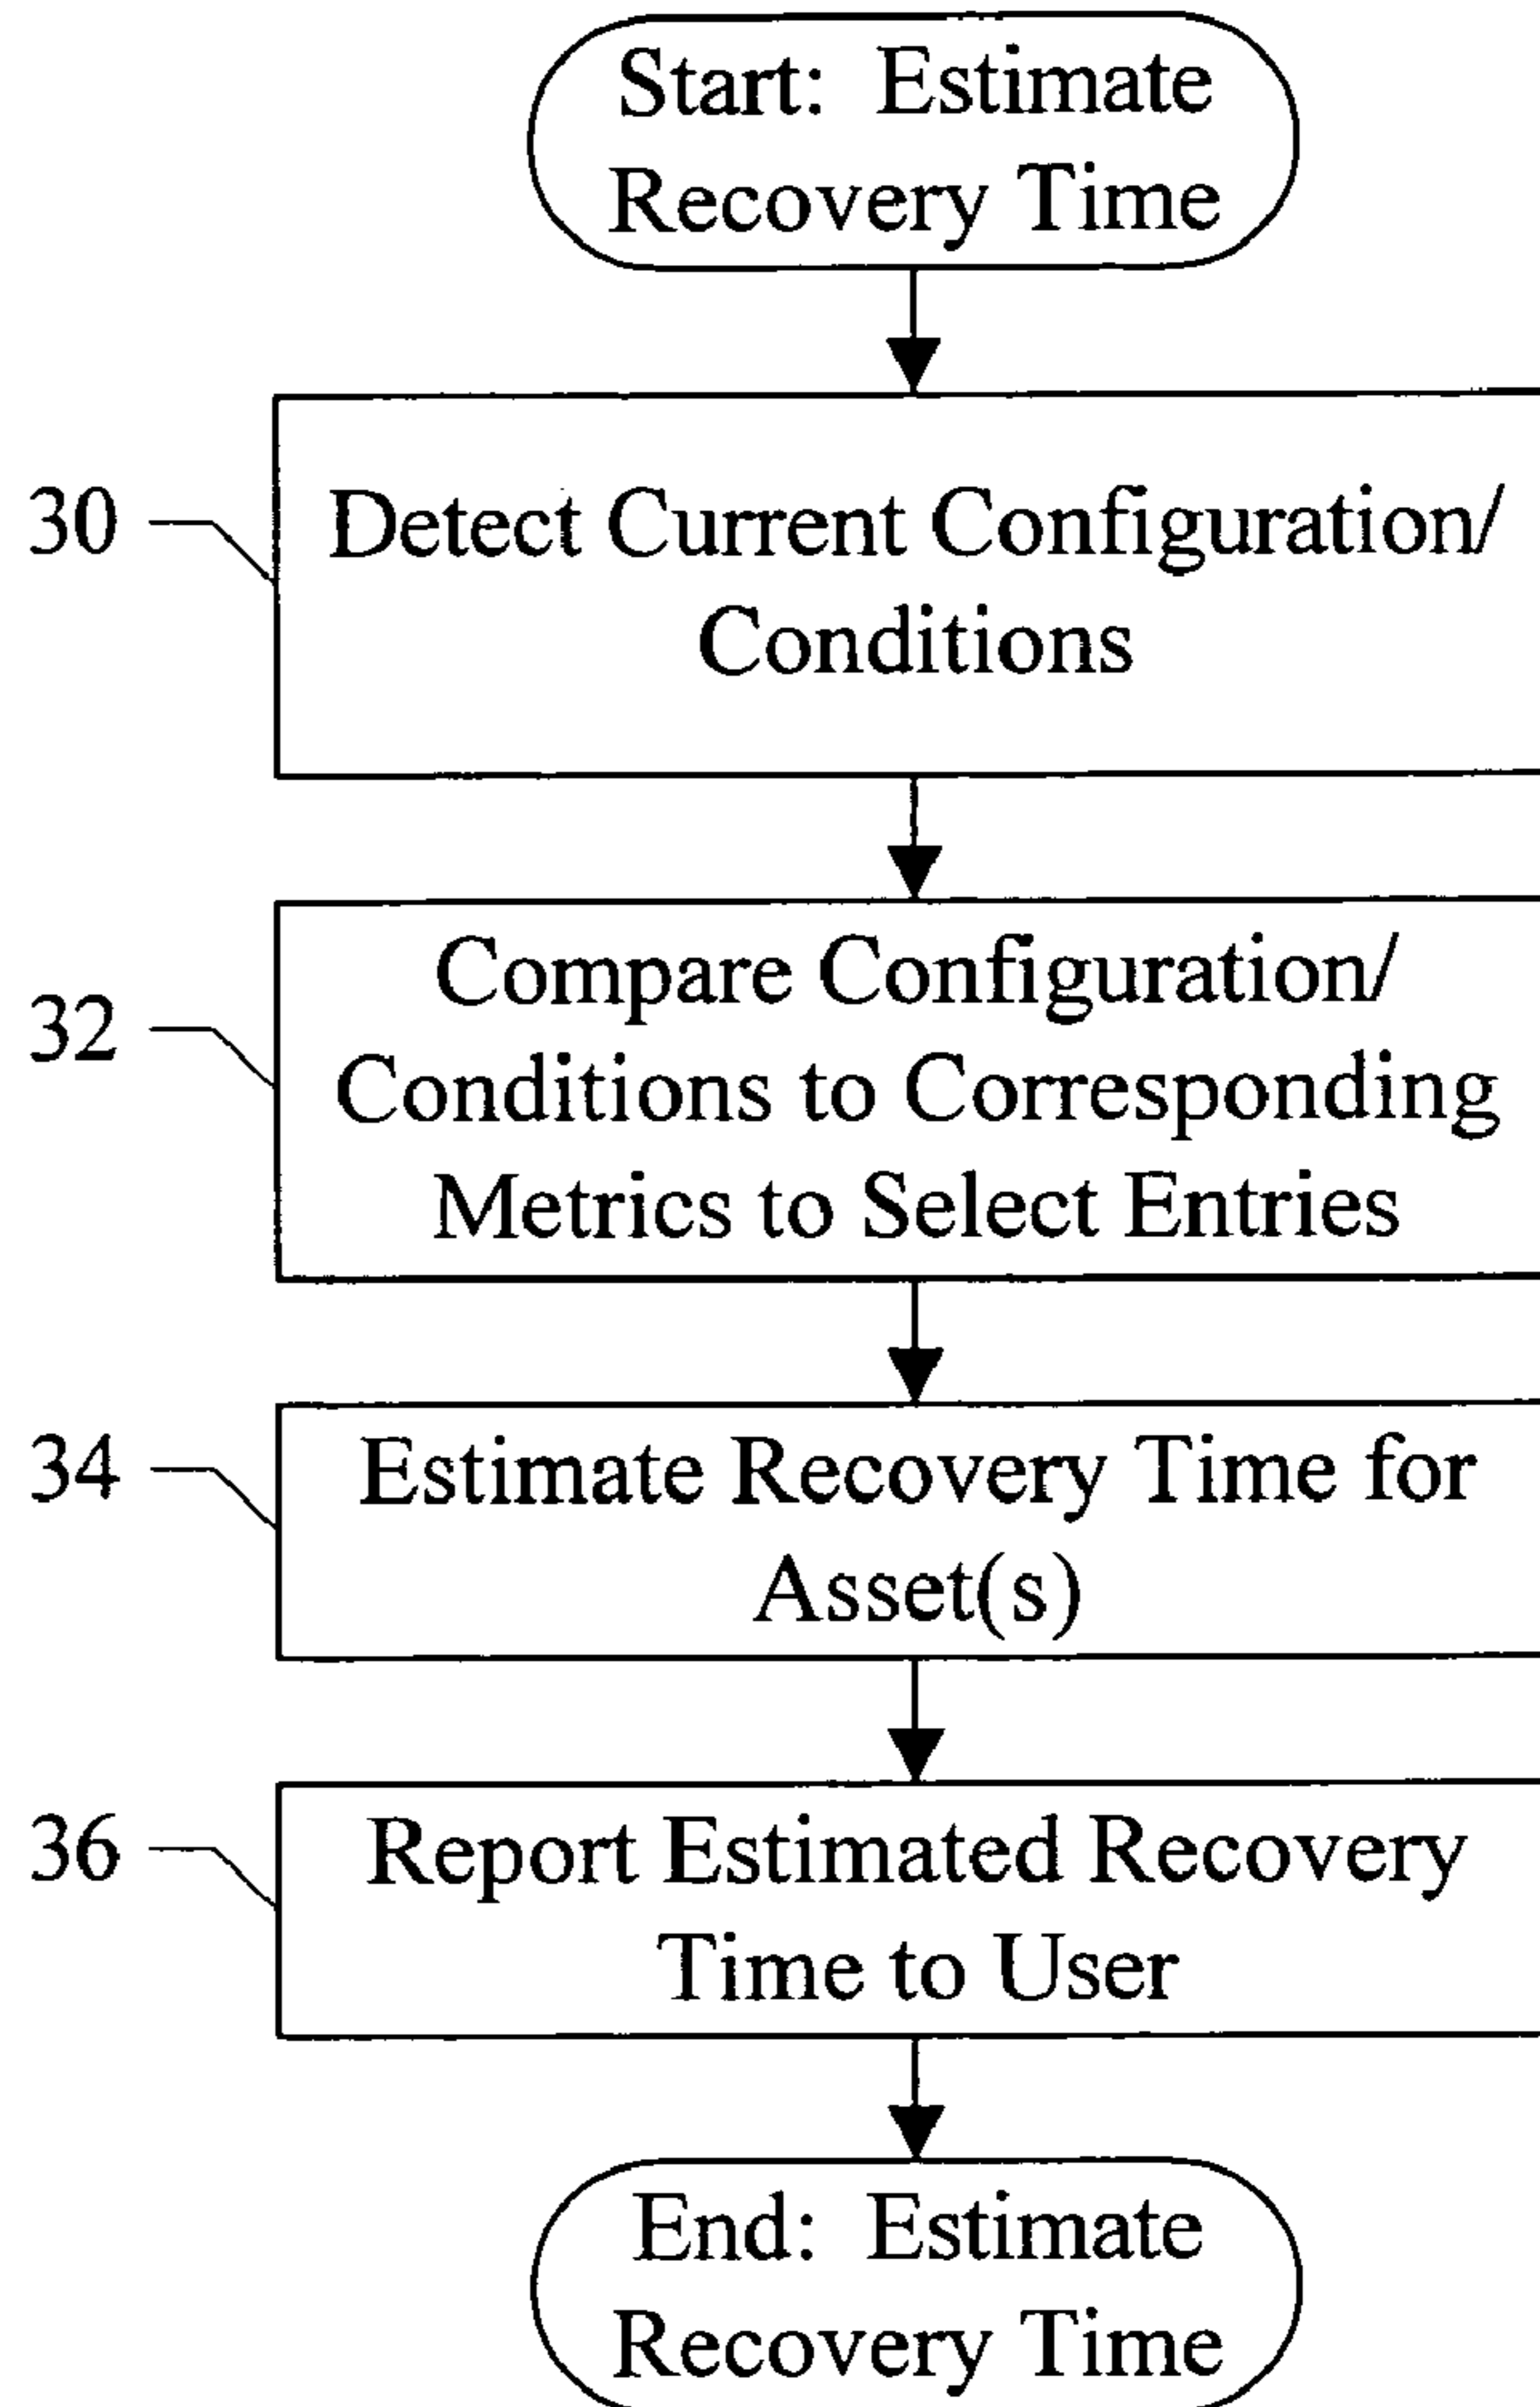 Start: Estimate
Recovery Time
30
Detect Current Configuration/
Conditions
32
Compare Configuration/
Conditions to Corresponding
Metrics to Select Entries
34
Estimate Recovery Time for
Asset(s)
36
Report Estimated Recovery
Time to User
End: Estimate
Recovery Time